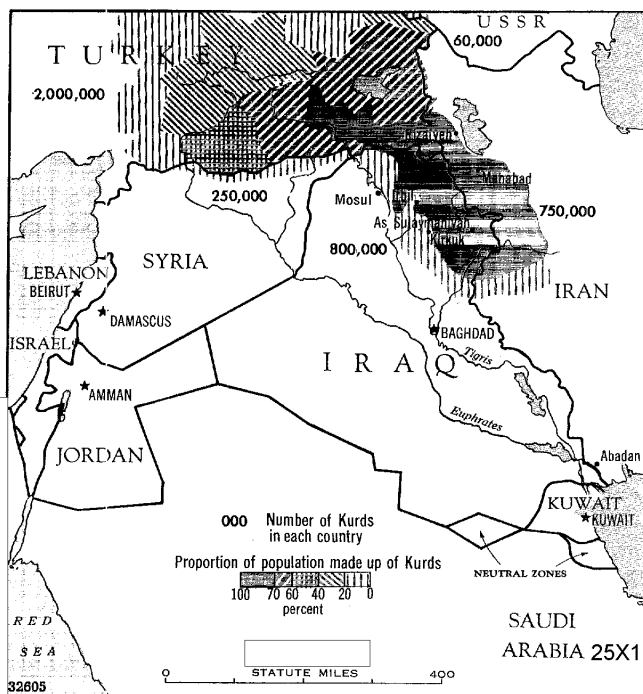 USSR
60,000
TURKEY
2,000,000
Rizaiyeh
Mahabad
250,000
Mosul
Irbil
750,000
As Sulaymaniyah
Kirkuk
800,000
SYRIA
LEBANON
BEIRUT
IRAN
DAMASCUS
BAGHDAD
ISRAEL
IRAQ
Tigris
AMMAN
Euphrates
JORDAN
Abadan
KUWAIT
KUWAIT
000 Number of Kurds
in each country
Proportion of population made up of Kurds
100 70 60 40 20 0
percent
NEUTRAL ZONES
RED
SEA
SAUDI
ARABIA 25X1
32605
STATUTE MILES
0 400